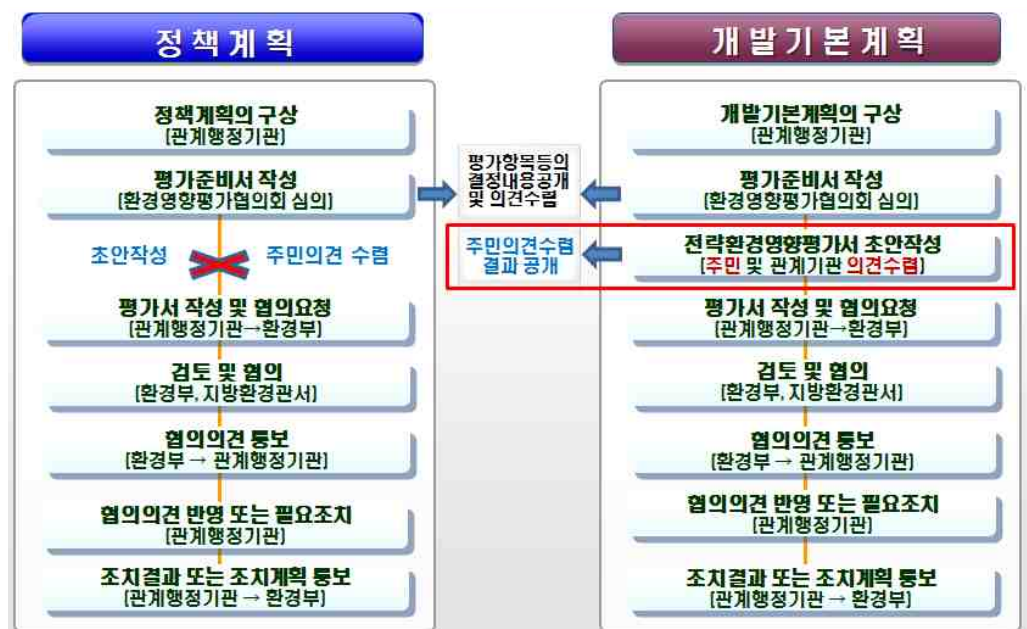 정책계획
정책계획의 구상
(관계행정기관)
평가준비서 작성
(환경영향평가협의회 심의)
초안작성
주민의견 수렴
평가서 작성 및 협의요청
(관계행정기관→환경부)
검토 및 협의
(환경부, 지방환경관서)
협의의견 통보
(환경부 → 관계행정기관)
협의의견 반영 또는 필요조치
(관계행정기관)
조치결과 또는 조치계획 통보
(관계행정기관 → 환경부)
평가항목등의
결정내용공개
및 의견수렴
주민의견수렴
결과 공개
개발기본계획
개발기본계획의 구상
(관계행정기관)
평가준비서 작성
(환경영향평가협의회 심의)
전략환경영향평가서 초안작성
(주민 및 관계기관 의견수렴)
평가서 작성 및 협의요청
(관계행정기관→환경부)
검토 및 협의
(환경부, 지방환경관서)
협의의견 통보
(환경부 → 관계행정기관)
협의의견 반영 또는 필요조치
(관계행정기관)
조치결과 또는 조치계획 통보
(관계행정기관 → 환경부)